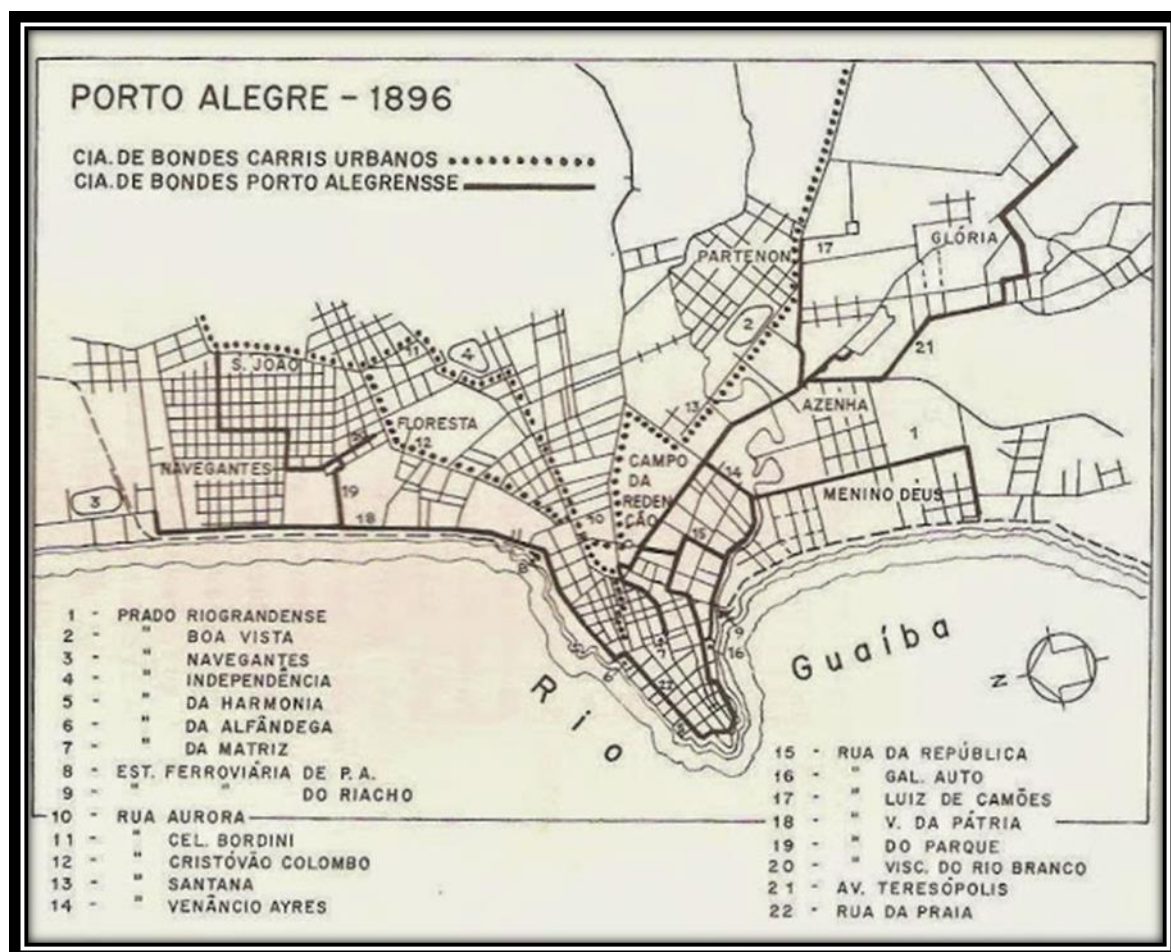 PORTO ALEGRE - 1896
CIA. DE BONDES CARRIS URBANOS
CIA. DE BONDES PORTO ALEGRENSSE
17
PARTENON
GLÓRIA
2
11
4
S. JOÃO
21
FLORESTA
12
13
AZENHA
1
NAVEGANTES
CAMPO
DA
REDEN
ÇÃO
14
MENINO DEUS
3
19
18
10
15
8
9
16
22
Rio
Guaíba
N
1 - PRADO RIOGRANDENSE
2 - " BOA VISTA
3 - " NAVEGANTES
4 - " INDEPENDÊNCIA
5 - " DA HARMONIA
6 - " DA ALFÂNDEGA
7 - " DA MATRIZ
8 - EST. FERROVIÁRIA DE P. A.
9 - " " DO RIACHO
10 - RUA AURORA
11 - " CEL. BORDINI
12 - " CRISTÓVÃO COLOMBO
13 - " SANTANA
14 - " VENÂNCIO AYRES
15 - RUA DA REPÚBLICA
16 - " GAL. AUTO
17 - " LUIZ DE CAMÕES
18 - " V. DA PÁTRIA
19 - " DO PARQUE
20 - " VISC. DO RIO BRANCO
21 - AV. TERESÓPOLIS
22 - RUA DA PRAIA